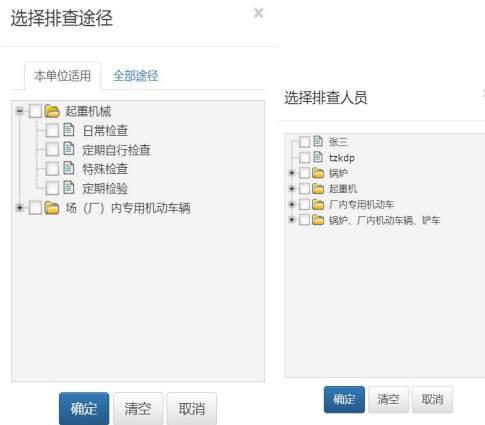 选择排查途径
×
本单位适用 全部途径
起重机械
日常检查
定期自行检查
特殊检查
定期检验
场（厂）内专用机动车辆
确定 清空 取消
选择排查人员
张三
tzkdp
锅炉
起重机
厂内专用机动车
锅炉、厂内机动车辆、铲车
确定 清空 取消